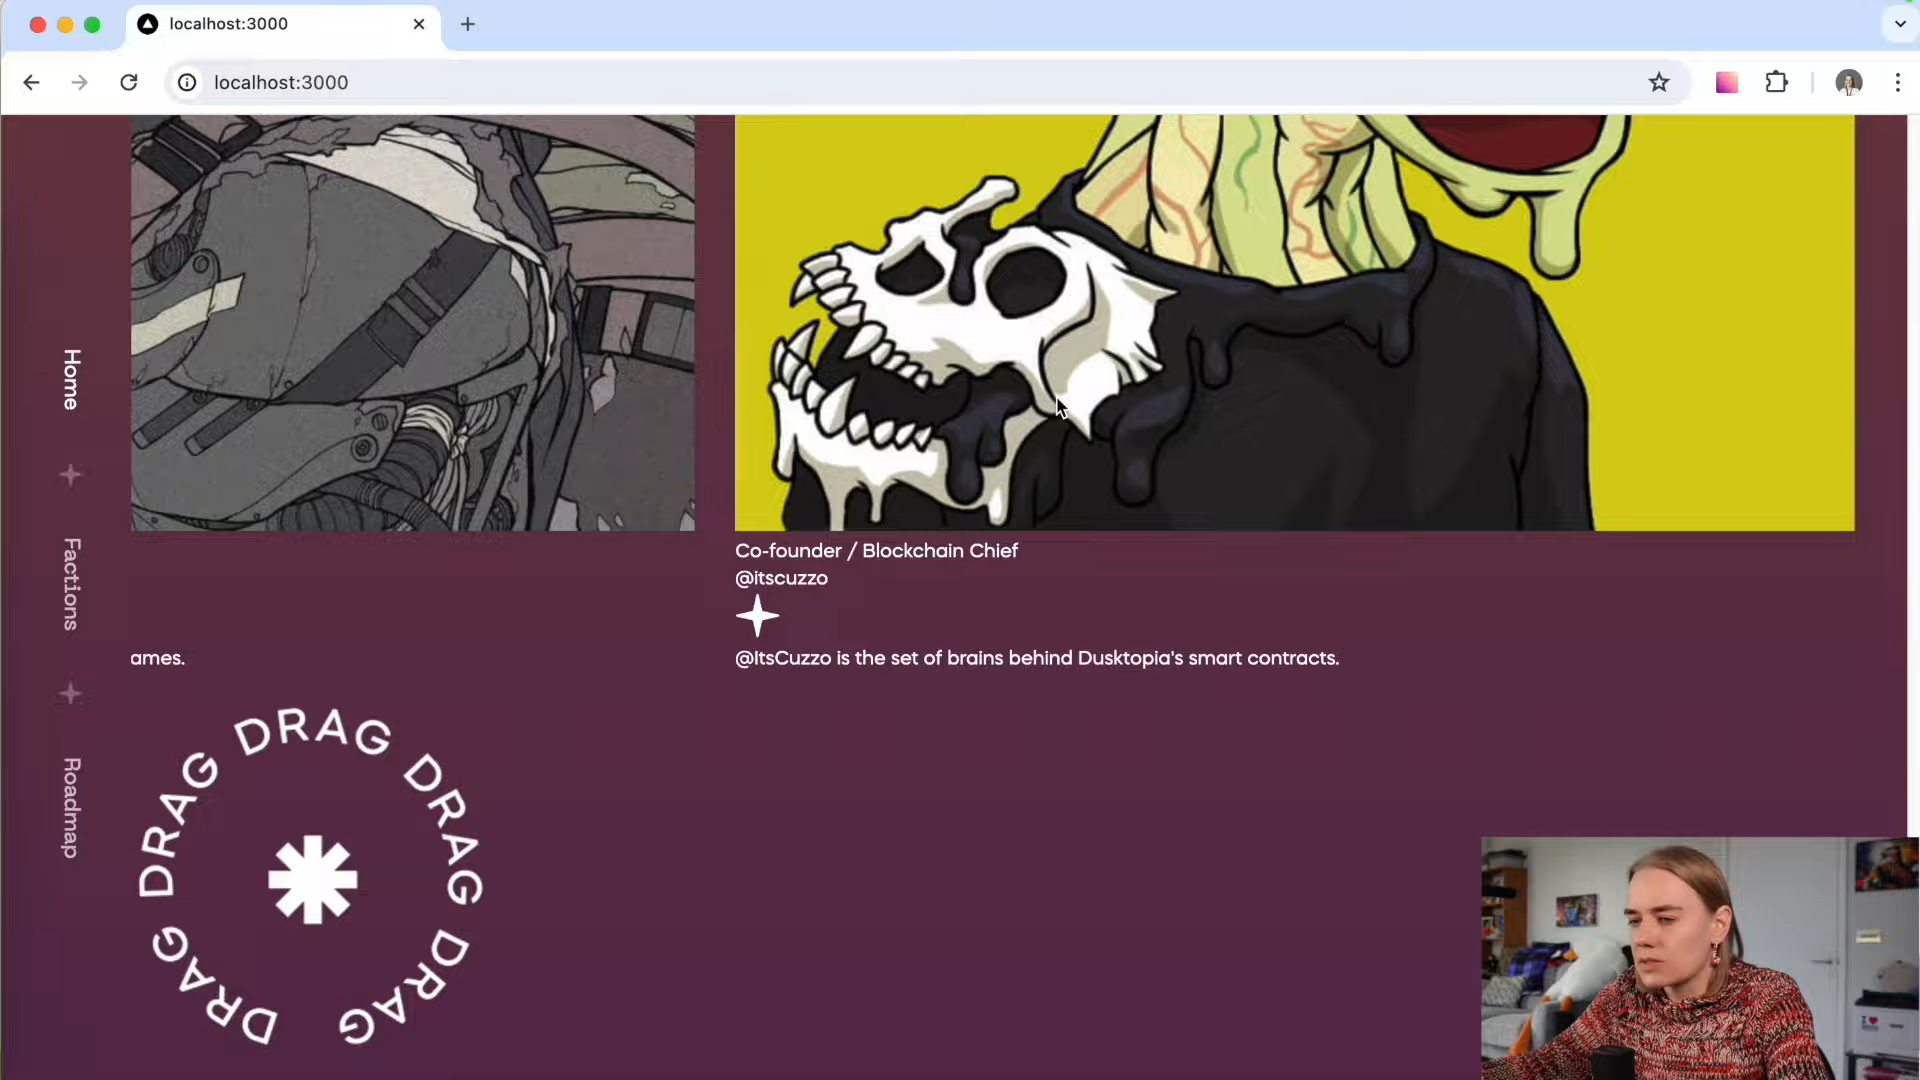 localhost:3000
localhost:3000
Home
Factions
Roadmap
Co-founder / Blockchain Chief
@itscuzzo
@ItsCuzzo is the set of brains behind Dusktopia's smart contracts.
ames.
DRAG DRAG DRAG DRAG DRAG DRAG